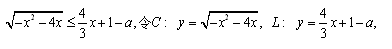 √(-x²-4x) ≤ 4/3 x+1-a,令C: y=√(-x²-4x), L: y=4/3 x+1-a,